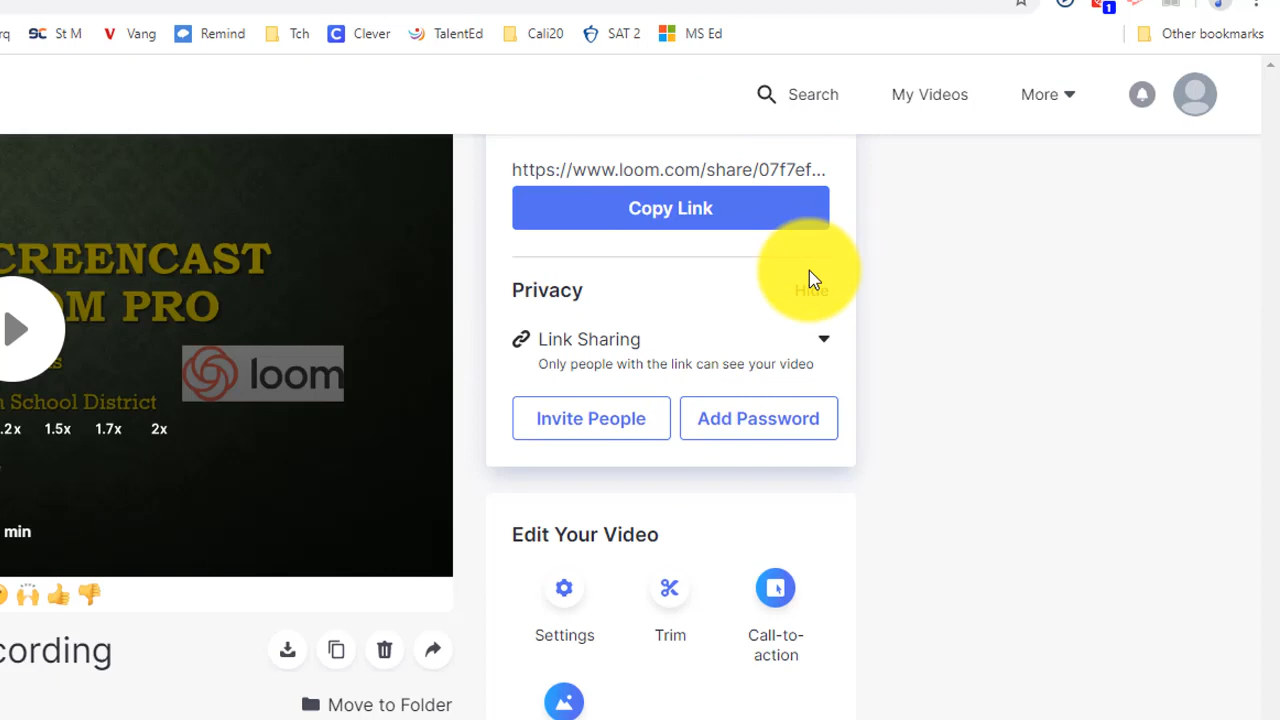 1
rq St M Vang Remind Tch Clever TalentEd Cali20 SAT 2 MS Ed Other bookmarks
Search My Videos More
https://www.loom.com/share/07f7ef...
Copy Link
CREENCAST
OM PRO
loom
School District
.2x 1.5x 1.7x 2x
min
Privacy Hide
Link Sharing
Only people with the link can see your video
Invite People Add Password
Edit Your Video
Settings Trim Call-to-
action
cording
Move to Folder